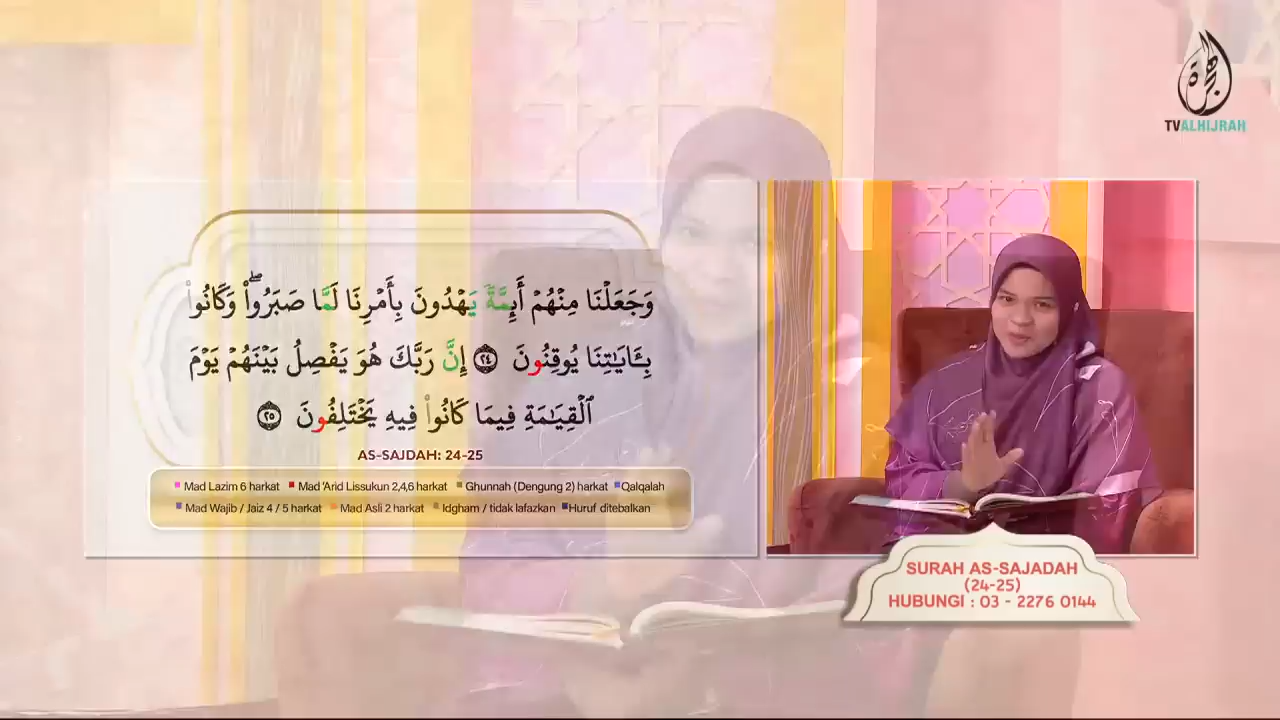 الهجرة
TVALHIJRAH
وَجَعَلْنَا مِنْهُمْ أَئِمَّةً يَهْدُونَ بِأَمْرِنَا لَمَّا صَبَرُوا۟ ۖ وَكَانُوا۟
بِـَٔايَـٰتِنَا يُوقِنُونَ ٢٤ إِنَّ رَبَّكَ هُوَ يَفْصِلُ بَيْنَهُمْ يَوْمَ
ٱلْقِيَـٰمَةِ فِيمَا كَانُوا۟ فِيهِ يَخْتَلِفُونَ ٢٥
AS-SAJDAH: 24-25
Mad Lazim 6 harkat Mad 'Arid Lissukun 2,4,6 harkat Ghunnah (Dengung 2) harkat Qalqalah
Mad Wajib / Jaiz 4 / 5 harkat Mad Asli 2 harkat Idgham / tidak lafazkan Huruf ditebalkan
SURAH AS-SAJADAH
(24-25)
HUBUNGI : 03 - 2276 0144